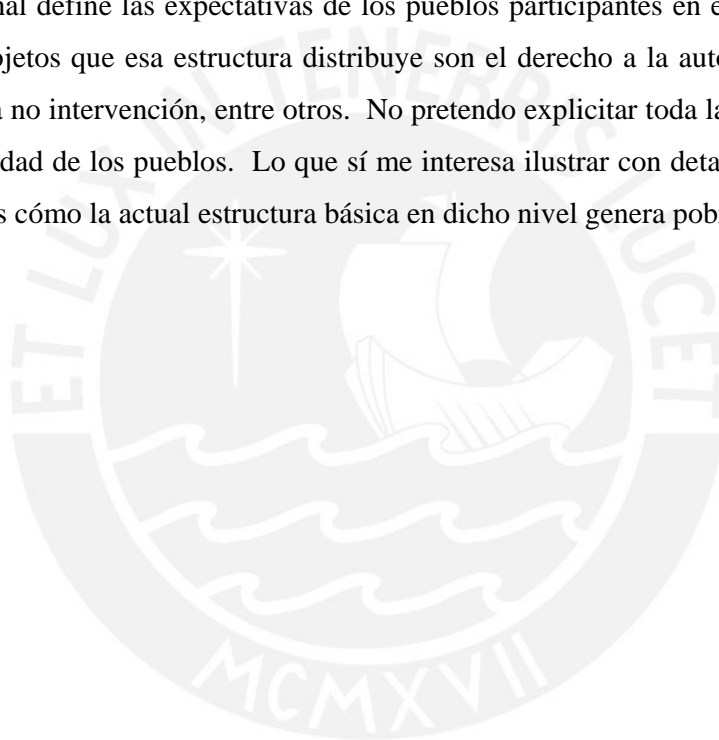 nal define las expectativas de los pueblos participantes en e
jetos que esa estructura distribuye son el derecho a la aut
a no intervención, entre otros. No pretendo explicitar toda la
dad de los pueblos. Lo que sí me interesa ilustrar con deta
s cómo la actual estructura básica en dicho nivel genera pob
ET LUX IN TENEBRIS LUCET
MCMXVII